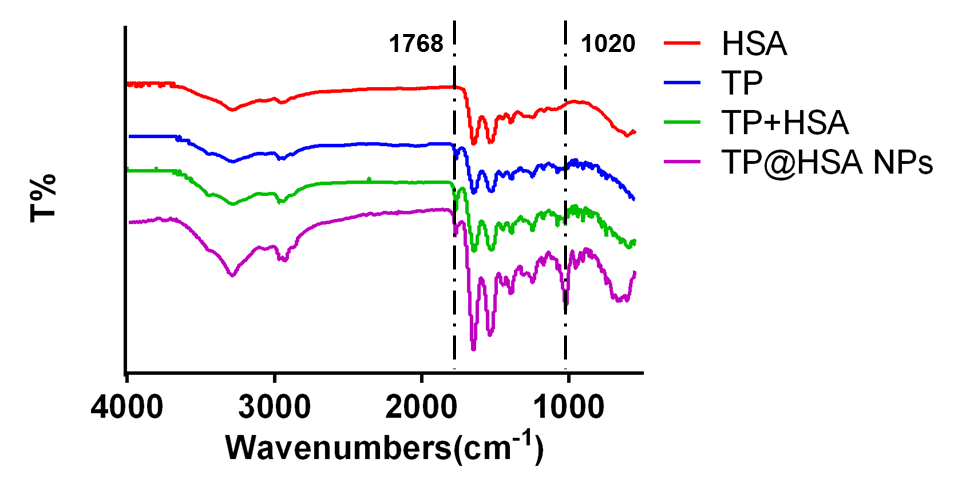 1768
1020
HSA
TP
TP+HSA
TP@HSA NPs
T%
4000 3000 2000 1000
Wavenumbers(cm⁻¹)